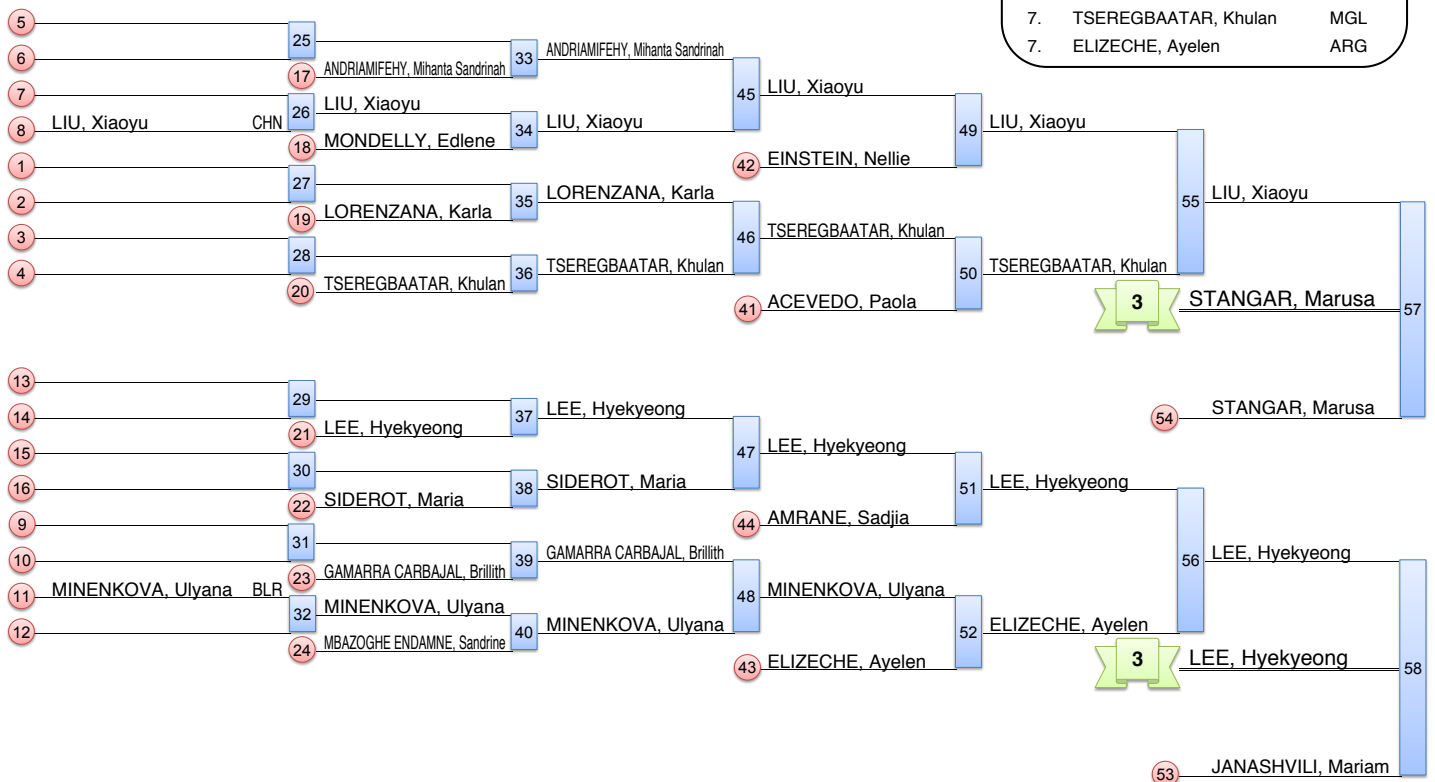 7. TSEREGBAATAR, Khulan MGL
7. ELIZECHE, Ayelen ARG
5
25
6
33 ANDRIAMIFEHY, Mihanta Sandrinah
17 ANDRIAMIFEHY, Mihanta Sandrinah
7
45 LIU, Xiaoyu
26 LIU, Xiaoyu
8 LIU, Xiaoyu CHN
34 LIU, Xiaoyu
49 LIU, Xiaoyu
18 MONDELLY, Edlene
1
42 EINSTEIN, Nellie
27
2
35 LORENZANA, Karla
55 LIU, Xiaoyu
19 LORENZANA, Karla
3
46 TSEREGBAATAR, Khulan
28
4
36 TSEREGBAATAR, Khulan
50 TSEREGBAATAR, Khulan
20 TSEREGBAATAR, Khulan
41 ACEVEDO, Paola
3 STANGAR, Marusa 57
13
29
14
37 LEE, Hyekyeong
54 STANGAR, Marusa
21 LEE, Hyekyeong
15
47 LEE, Hyekyeong
30
16
38 SIDEROT, Maria
51 LEE, Hyekyeong
22 SIDEROT, Maria
9
44 AMRANE, Sadjia
31
10
39 GAMARRA CARBAJAL, Brillith
56 LEE, Hyekyeong
23 GAMARRA CARBAJAL, Brillith
11 MINENKOVA, Ulyana BLR
48 MINENKOVA, Ulyana
32 MINENKOVA, Ulyana
12
40 MINENKOVA, Ulyana
52 ELIZECHE, Ayelen
24 MBAZOGHE ENDAMNE, Sandrine
43 ELIZECHE, Ayelen
3 LEE, Hyekyeong 58
53 JANASHVILI, Mariam